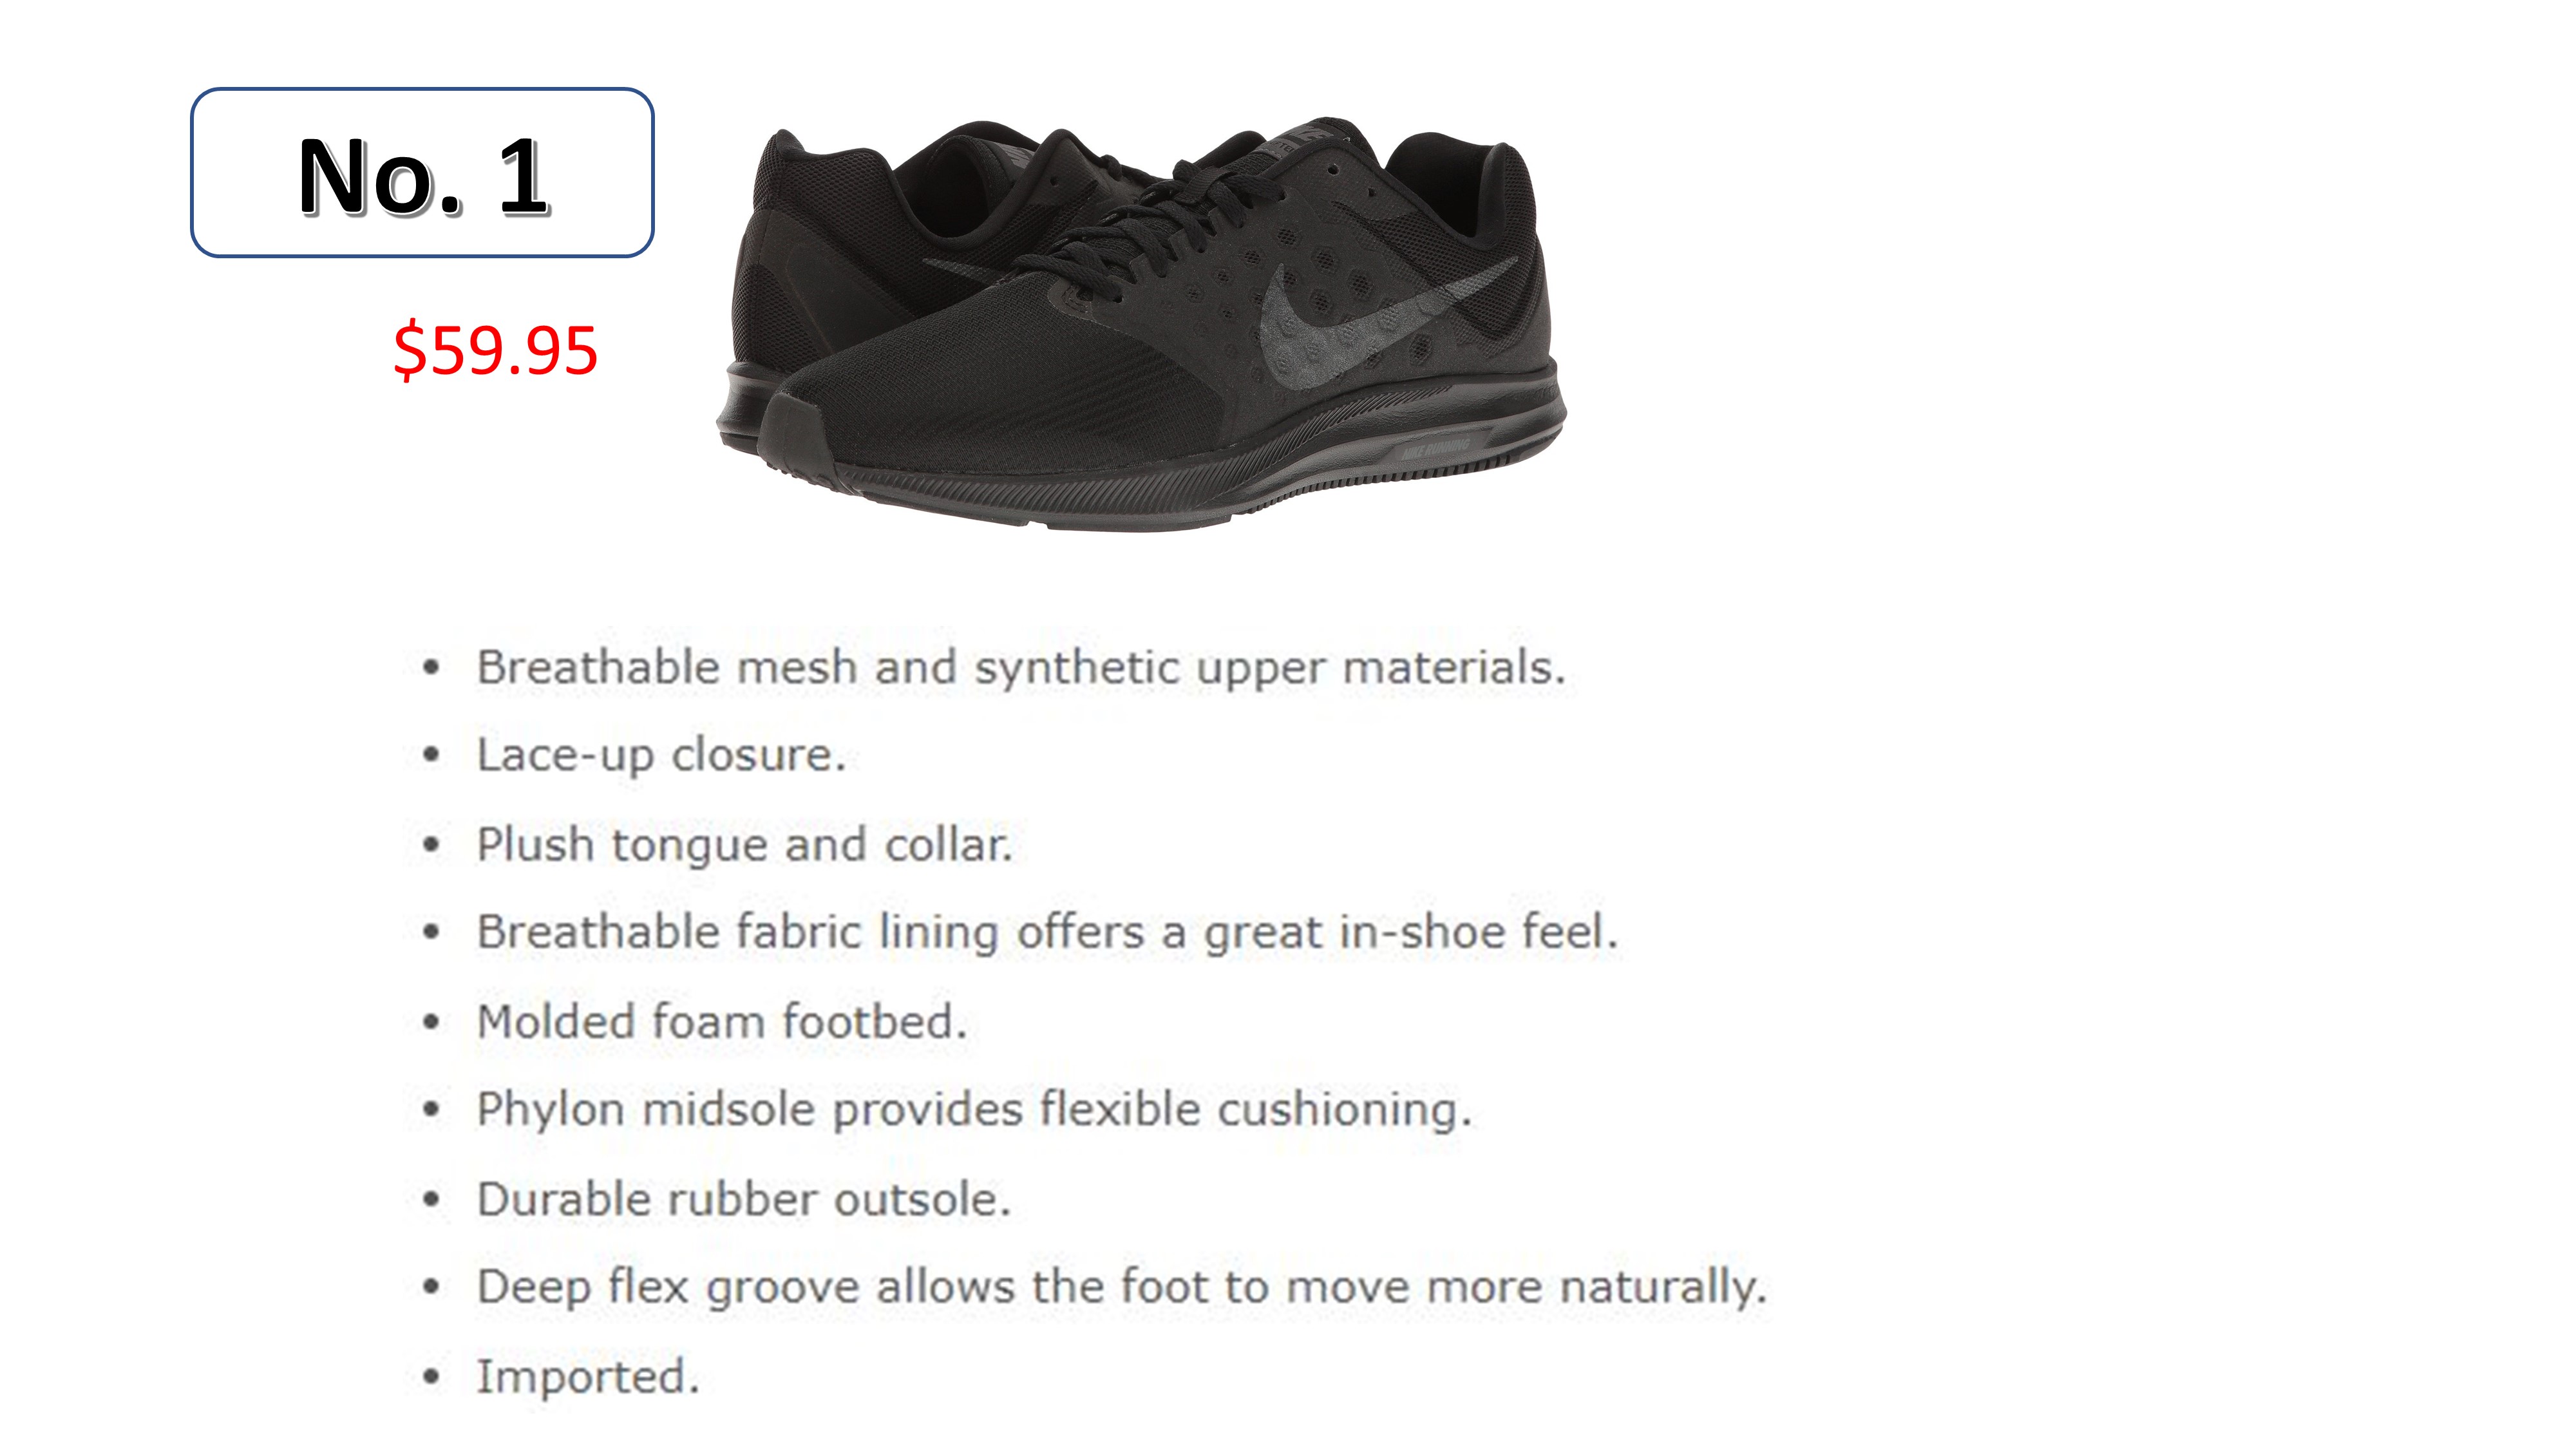 No. 1
$59.95
NIKE RUNNING
• Breathable mesh and synthetic upper materials.
• Lace-up closure.
• Plush tongue and collar.
• Breathable fabric lining offers a great in-shoe feel.
• Molded foam footbed.
• Phylon midsole provides flexible cushioning.
• Durable rubber outsole.
• Deep flex groove allows the foot to move more naturally.
• Imported.